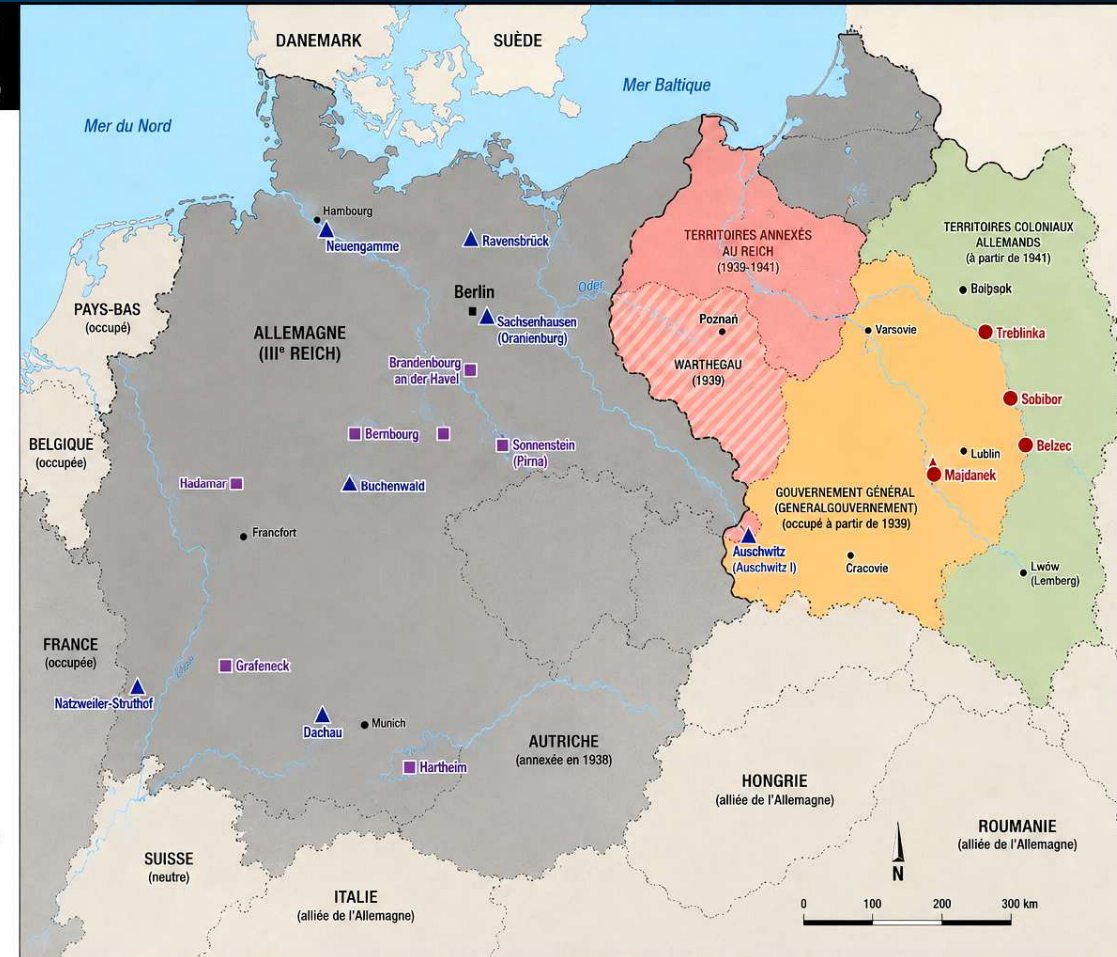 DANEMARK
SUÈDE
Mer Baltique
Mer du Nord
Hambourg
Neuengamme
Ravensbrück
TERRITOIRES ANNEXÉS
AU REICH
(1939-1941)
TERRITOIRES COLONIAUX
ALLEMANDS
(à partir de 1941)
PAYS-BAS
(occupé)
Berlin
Oder
Sachsenhausen
(Oranienburg)
Poznań
Varsovie
Treblinka
ALLEMAGNE
(IIIᵉ REICH)
Brandenbourg
an der Havel
WARTHEGAU
(1939)
Sobibor
BELGIQUE
(occupée)
Bernbourg
Sonnenstein
(Pirna)
Lublin
Belzec
Hadamar
Buchenwald
Majdanek
GOUVERNEMENT GÉNÉRAL
(GENERALGOUVERNEMENT)
(occupé à partir de 1939)
Francfort
Auschwitz
(Auschwitz I)
Cracovie
Lwów
(Lemberg)
FRANCE
(occupée)
Grafeneck
Natzweiler-Struthof
Dachau
Munich
AUTRICHE
(annexée en 1938)
Hartheim
HONGRIE
(alliée de l'Allemagne)
ROUMANIE
(alliée de l'Allemagne)
SUISSE
(neutre)
ITALIE
(alliée de l'Allemagne)
N
0 100 200 300 km